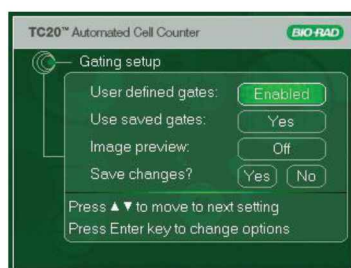 TC20™ Automated Cell Counter BIO-RAD
Gating setup
User defined gates: Enabled
Use saved gates: Yes
Image preview: Off
Save changes? Yes No
Press ▲▼ to move to next setting
Press Enter key to change options